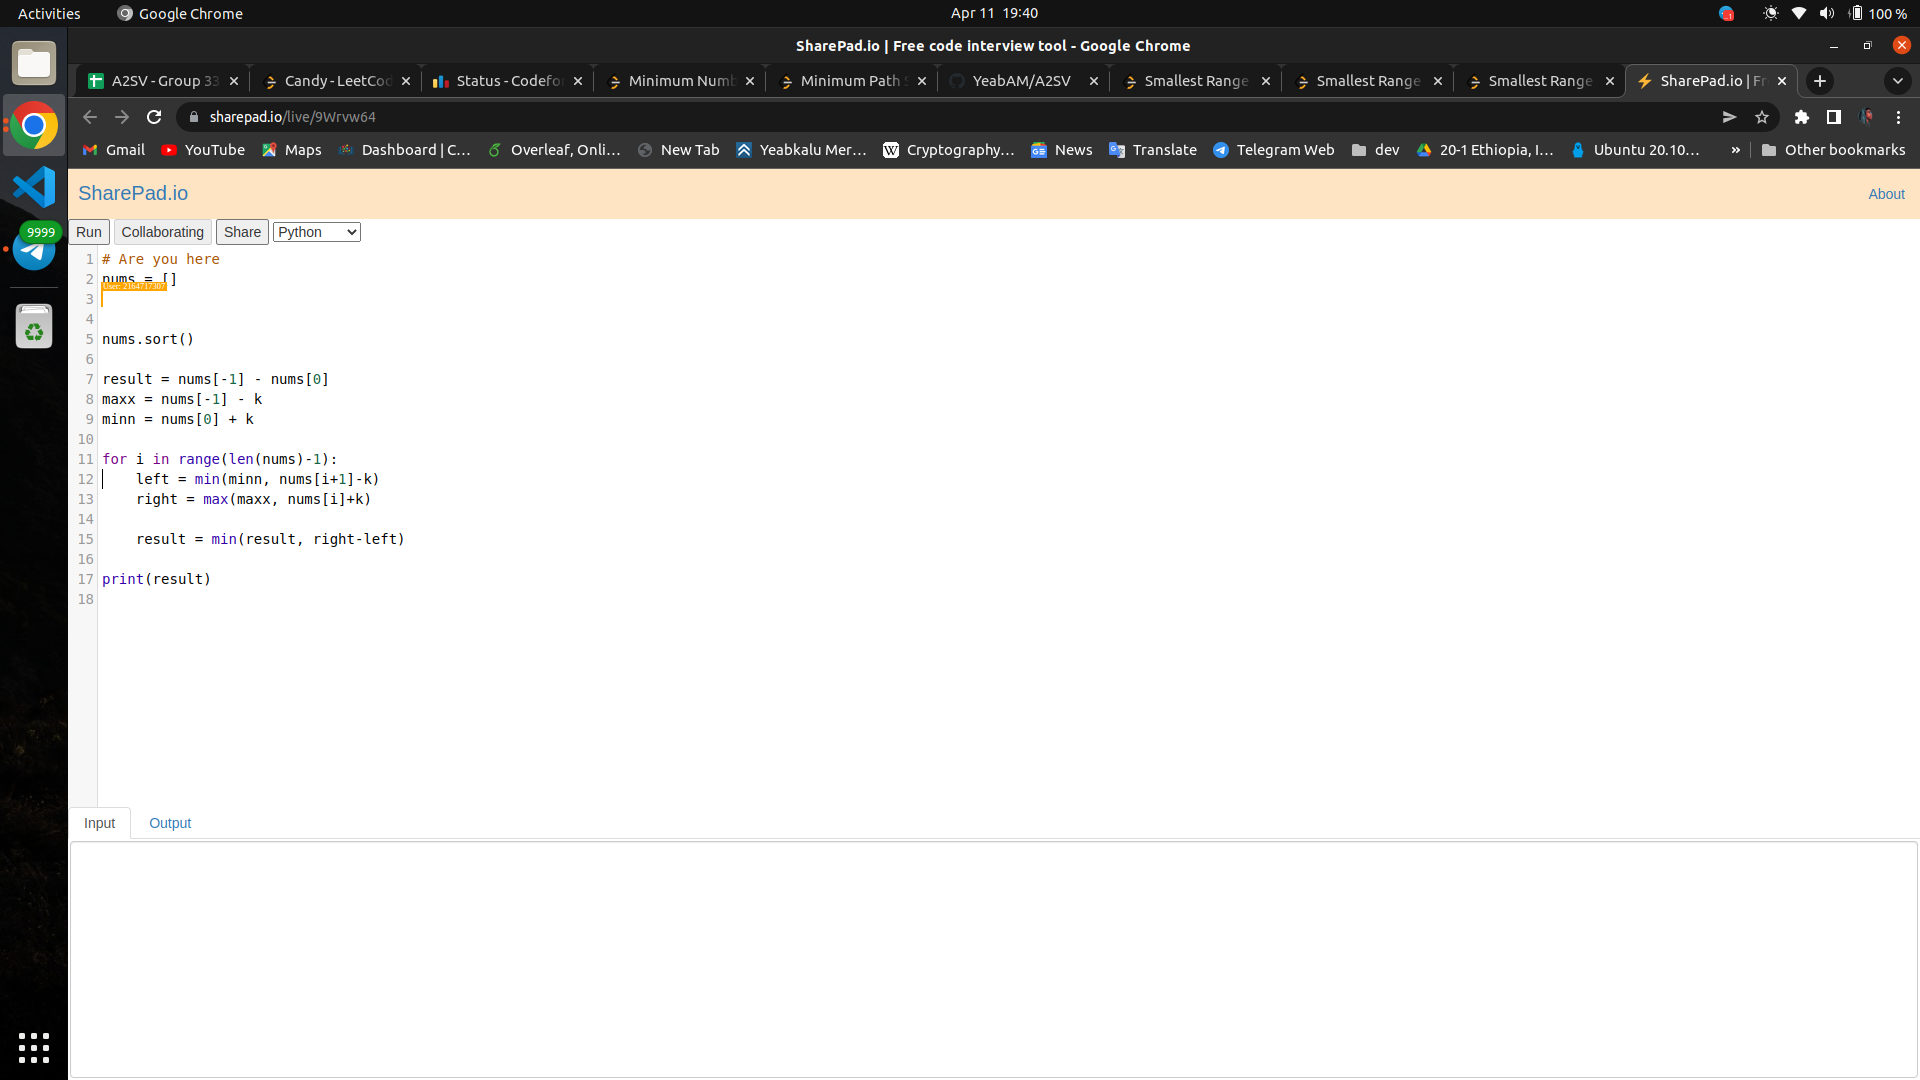 Activities
Google Chrome
Apr 11 19:40
100 %
SharePad.io | Free code interview tool - Google Chrome
A2SV - Group 33
Candy - LeetCod
Status - Codefo
Minimum Numb
Minimum Path S
YeabAM/A2SV
Smallest Range
Smallest Range
Smallest Range
SharePad.io | Fr
sharepad.io/live/9Wrvw64
Gmail
YouTube
Maps
Dashboard | C...
Overleaf, Onli...
New Tab
Yeabkalu Mer...
Cryptography...
News
Translate
Telegram Web
dev
20-1 Ethiopia, I...
Ubuntu 20.10...
»
Other bookmarks
SharePad.io
About
Run
Collaborating
Share
Python
9999
1 # Are you here
2 nums = []
User: 2164717307
3
4
5 nums.sort()
6
7 result = nums[-1] - nums[0]
8 maxx = nums[-1] - k
9 minn = nums[0] + k
10
11 for i in range(len(nums)-1):
12     left = min(minn, nums[i+1]-k)
13     right = max(maxx, nums[i]+k)
14
15     result = min(result, right-left)
16
17 print(result)
18
Input
Output